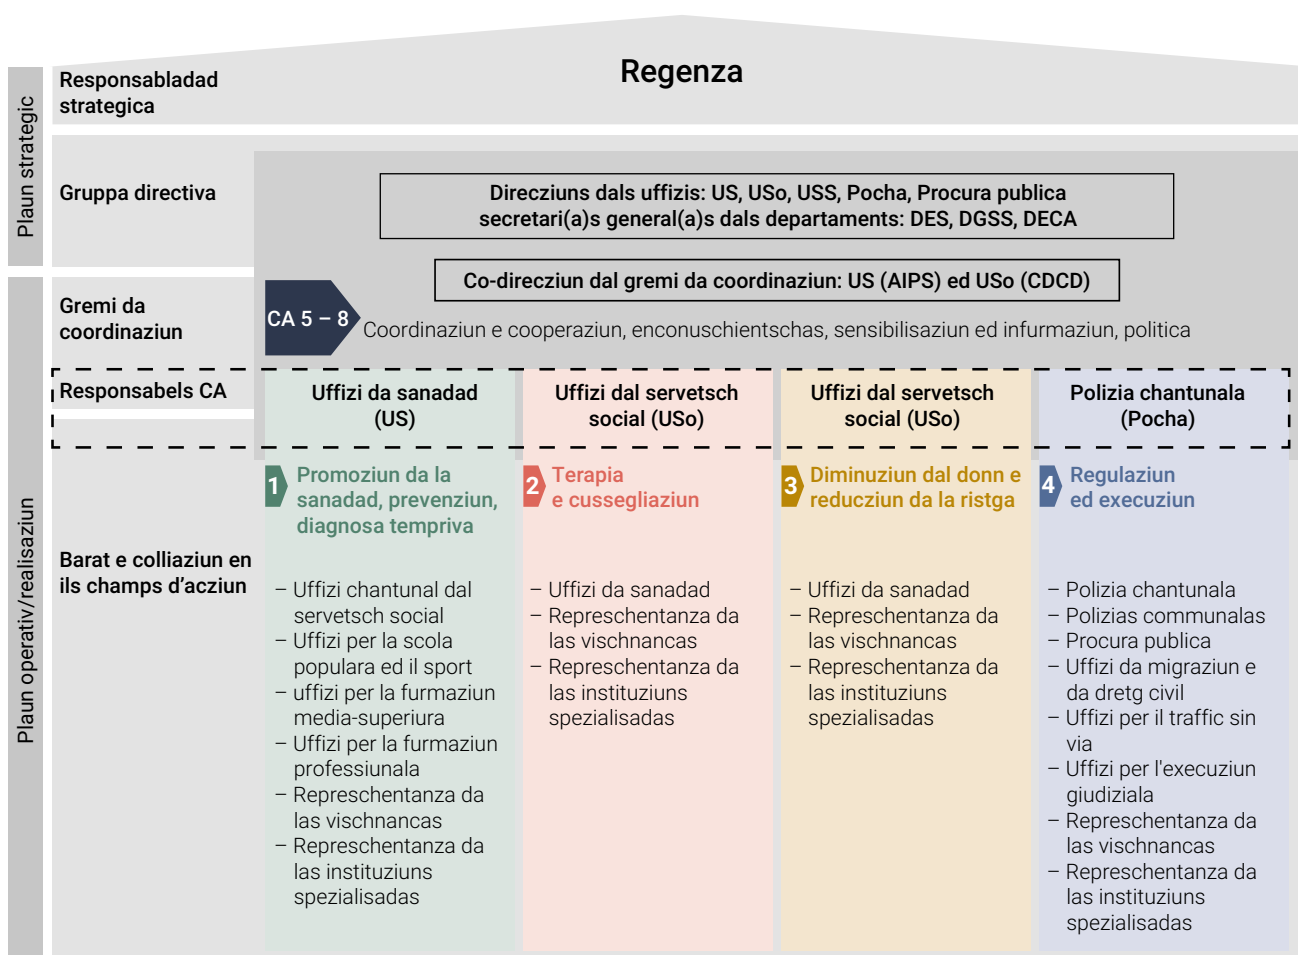 Regenza
Plaun strategic
Responsabladad
strategica
Gruppa directiva
Direcziuns dals uffizis: US, USo, USS, Pocha, Procura publica
secretari(a)s general(a)s dals departaments: DES, DGSS, DECA
Plaun operativ/realisaziun
Gremi da
coordinaziun
Co-direcziun dal gremi da coordinaziun: US (AIPS) ed USo (CDCD)
CA 5 – 8
Coordinaziun e cooperaziun, enconuschientschas, sensibilisaziun ed infurmaziun, politica
Responsabels CA
Uffizi da sanadad
(US)
Uffizi dal servetsch
social (USo)
Uffizi dal servetsch
social (USo)
Polizia chantunala
(Pocha)
Barat e colliaziun en
ils champs d’acziun
1
Promoziun da la
sanadad, prevenziun,
diagnosa tempriva
– Uffizi chantunal dal
servetsch social
– Uffizi per la scola
populara ed il sport
– uffizi per la furmaziun
media-superiura
– Uffizi per la furmaziun
professiunala
– Represchentanza da
las vischnancas
– Represchentanza da
las instituziuns
spezialisadas
2
Terapia
e cussegliaziun
– Uffizi da sanadad
– Represchentanza da
las vischnancas
– Represchentanza da
las instituziuns
spezialisadas
3
Diminuziun dal donn e
reducziun da la ristga
– Uffizi da sanadad
– Represchentanza da
las vischnancas
– Represchentanza da
las instituziuns
spezialisadas
4
Regulaziun
ed execuziun
– Polizia chantunala
– Polizias communalas
– Procura publica
– Uffizi da migraziun e
da dretg civil
– Uffizi per il traffic sin
via
– Uffizi per l'execuziun
giudiziala
– Represchentanza da
las vischnancas
– Represchentanza da
las instituziuns
spezialisadas